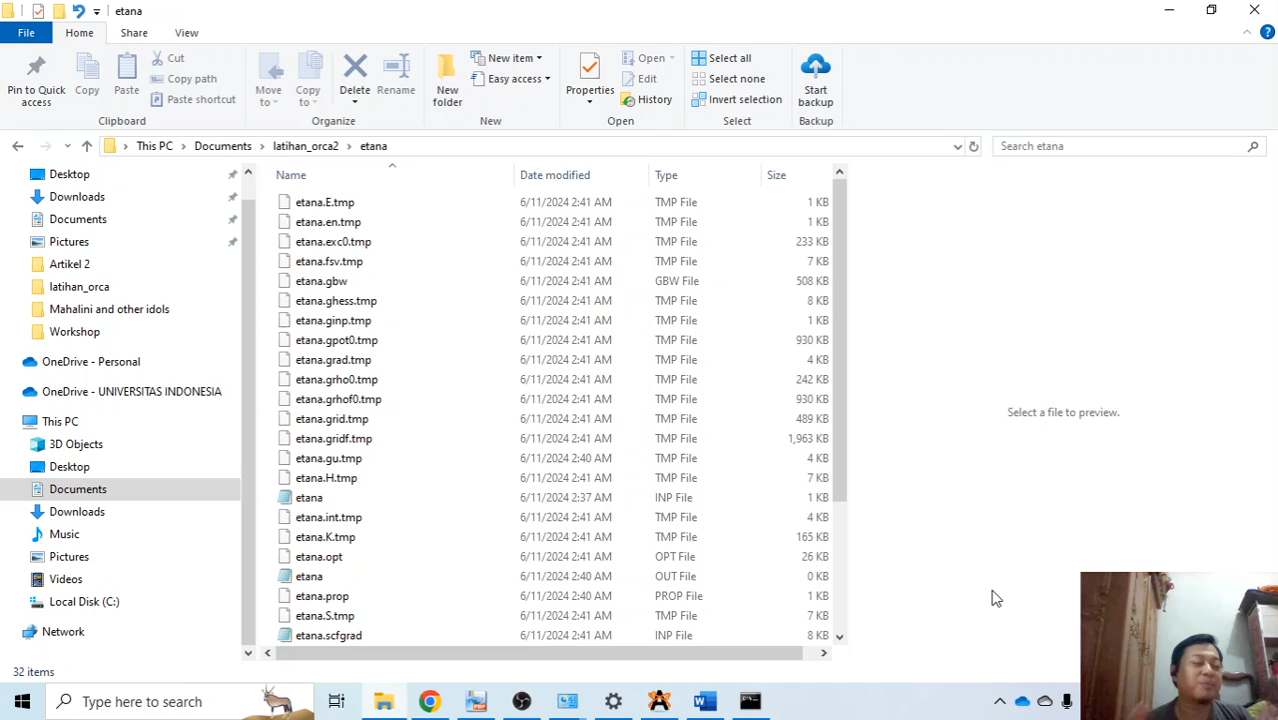 etana
File Home Share View
Pin to Quick access
Copy
Paste
Cut
Copy path
Paste shortcut
Clipboard
Move to
Copy to
Delete
Rename
Organize
New folder
New item
Easy access
New
Properties
Open
Edit
History
Open
Select all
Select none
Invert selection
Select
Start backup
Backup
This PC Documents latihan_orca2 etana
Search etana
Desktop
Downloads
Documents
Pictures
Artikel 2
latihan_orca
Mahalini and other idols
Workshop
OneDrive - Personal
OneDrive - UNIVERSITAS INDONESIA
This PC
3D Objects
Desktop
Documents
Downloads
Music
Pictures
Videos
Local Disk (C:)
Network
Name Date modified Type Size
etana.E.tmp 6/11/2024 2:41 AM TMP File 1 KB
etana.en.tmp 6/11/2024 2:41 AM TMP File 1 KB
etana.exc0.tmp 6/11/2024 2:41 AM TMP File 233 KB
etana.fsv.tmp 6/11/2024 2:41 AM TMP File 7 KB
etana.gbw 6/11/2024 2:41 AM GBW File 508 KB
etana.ghess.tmp 6/11/2024 2:41 AM TMP File 8 KB
etana.ginp.tmp 6/11/2024 2:41 AM TMP File 1 KB
etana.gpot0.tmp 6/11/2024 2:41 AM TMP File 930 KB
etana.grad.tmp 6/11/2024 2:41 AM TMP File 4 KB
etana.grho0.tmp 6/11/2024 2:41 AM TMP File 242 KB
etana.grhof0.tmp 6/11/2024 2:41 AM TMP File 930 KB
etana.grid.tmp 6/11/2024 2:41 AM TMP File 489 KB
etana.gridf.tmp 6/11/2024 2:41 AM TMP File 1,963 KB
etana.gu.tmp 6/11/2024 2:40 AM TMP File 4 KB
etana.H.tmp 6/11/2024 2:41 AM TMP File 7 KB
etana 6/11/2024 2:37 AM INP File 1 KB
etana.int.tmp 6/11/2024 2:41 AM TMP File 4 KB
etana.K.tmp 6/11/2024 2:41 AM TMP File 165 KB
etana.opt 6/11/2024 2:41 AM OPT File 26 KB
etana 6/11/2024 2:40 AM OUT File 0 KB
etana.prop 6/11/2024 2:40 AM PROP File 1 KB
etana.S.tmp 6/11/2024 2:41 AM TMP File 7 KB
etana.scfgrad 6/11/2024 2:41 AM INP File 8 KB
Select a file to preview.
32 items
Type here to search